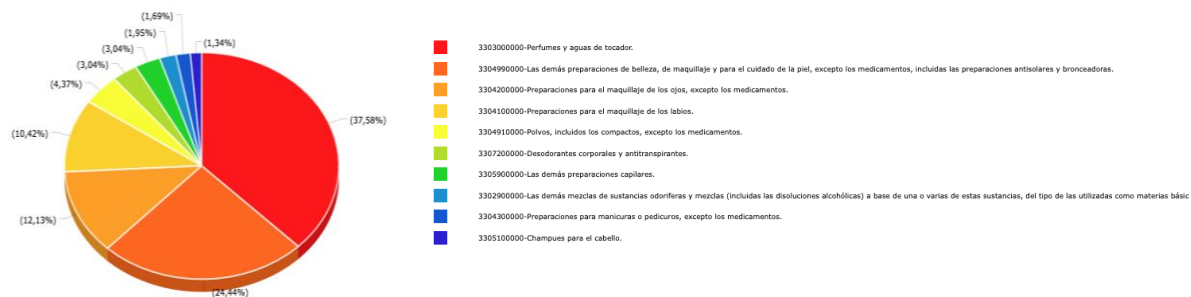 (1,69%)
(1,95%)
(3,04%)
(3,04%)
(4,37%)
(10,42%)
(12,13%)
(24,44%)
(37,58%)
(1,34%)
3303000000-Perfumes y aguas de tocador.
3304990000-Las demás preparaciones de belleza, de maquillaje y para el cuidado de la piel, excepto los medicamentos, incluidas las preparaciones antisolares y bronceadoras.
3304200000-Preparaciones para el maquillaje de los ojos, excepto los medicamentos.
3304100000-Preparaciones para el maquillaje de los labios.
3304910000-Polvos, incluidos los compactos, excepto los medicamentos.
3307200000-Desodorantes corporales y antitranspirantes.
3305900000-Las demás preparaciones capilares.
3302900000-Las demás mezclas de sustancias odoriferas y mezclas (incluidas las disoluciones alcohólicas) a base de una o varias de estas sustancias, del tipo de las utilizadas como materias básic
3304300000-Preparaciones para manicuras o pedicuros, excepto los medicamentos.
3305100000-Champues para el cabello.